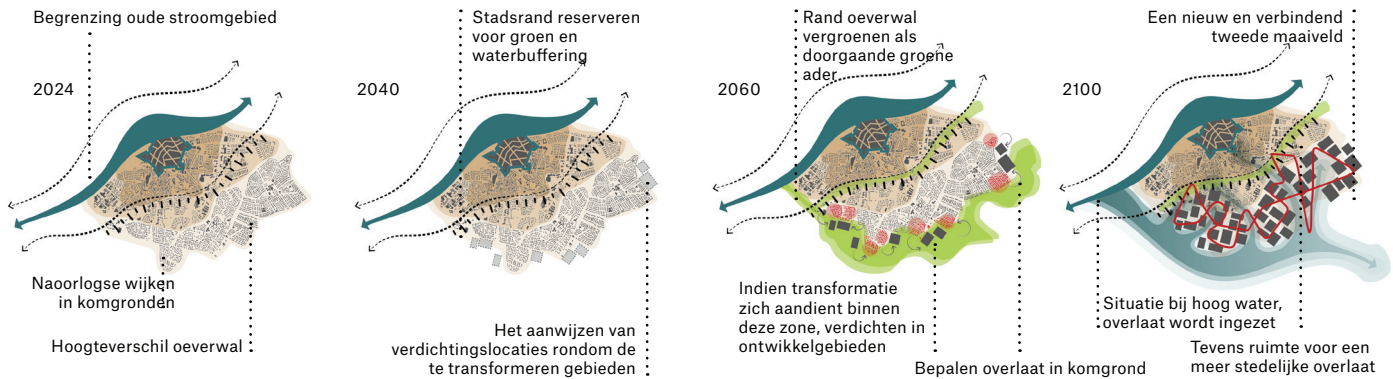 Begrenzing oude stroomgebied
2024
Naoorlogse wijken
in komgronden
Hoogteverschil oeverwal
Stadsrand reserveren
voor groen en
waterbuffering
2040
Het aanwijzen van
verdichtingslocaties rondom de
te transformeren gebieden
Rand oeverwal
vergroenen als
doorgaande groene
ader
2060
Indien transformatie
zich aandient binnen
deze zone, verdichten in
ontwikkelgebieden
Bepalen overlaat in komgrond
Een nieuw en verbindend
tweede maaiveld
2100
Situatie bij hoog water,
overlaat wordt ingezet
Tevens ruimte voor een
meer stedelijke overlaat